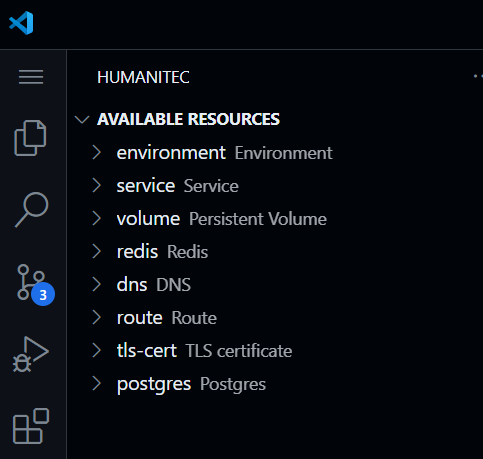 HUMANITEC
AVAILABLE RESOURCES
environment Environment
service Service
volume Persistent Volume
redis Redis
dns DNS
route Route
3
tls-cert TLS certificate
postgres Postgres